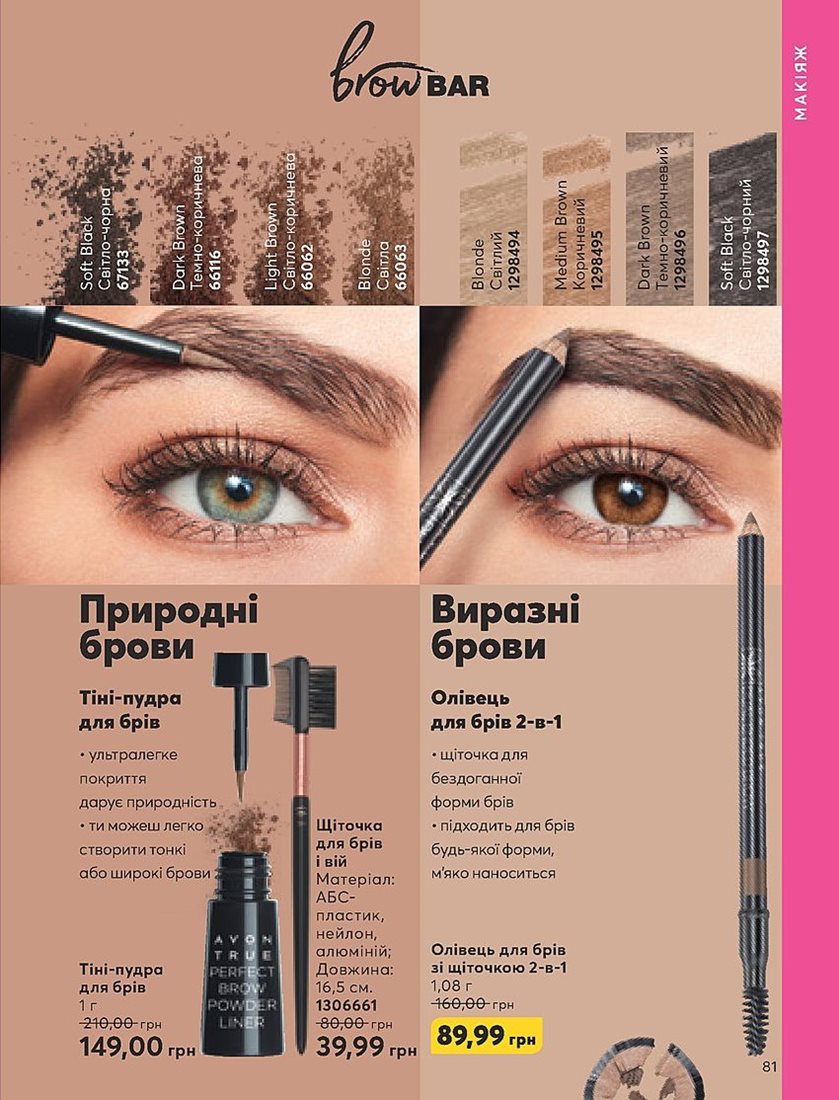 brow BAR
МАКІЯЖ
Soft Black
Світло-чорна
67133
Dark Brown
Темно-коричнева
66116
Light Brown
Світло-коричнева
66062
Blonde
Світла
66063
Blonde
Світлий
1298494
Medium Brown
Коричневий
1298495
Dark Brown
Темно-коричневий
1298496
Soft Black
Світло-чорний
1298497
Природні
брови
Тіні-пудра
для брів
• ультралегке
покриття
дарує природність
• ти можеш легко
створити тонкі
або широкі брови
Тіні-пудра
для брів
1 г
210,00 грн
149,00 грн
AVON
TRUE
PERFECT
BROW
POWDER
LINER
Щіточка
для брів
і вій
Матеріал:
АБС-
пластик,
нейлон,
алюміній;
Довжина:
16,5 см.
1306661
80,00 грн
39,99 грн
Виразні
брови
Олівець
для брів 2-в-1
• щіточка для
бездоганної
форми брів
• підходить для брів
будь-якої форми,
м'яко наноситься
Олівець для брів
зі щіточкою 2-в-1
1,08 г
160,00 грн
89,99 грн
81